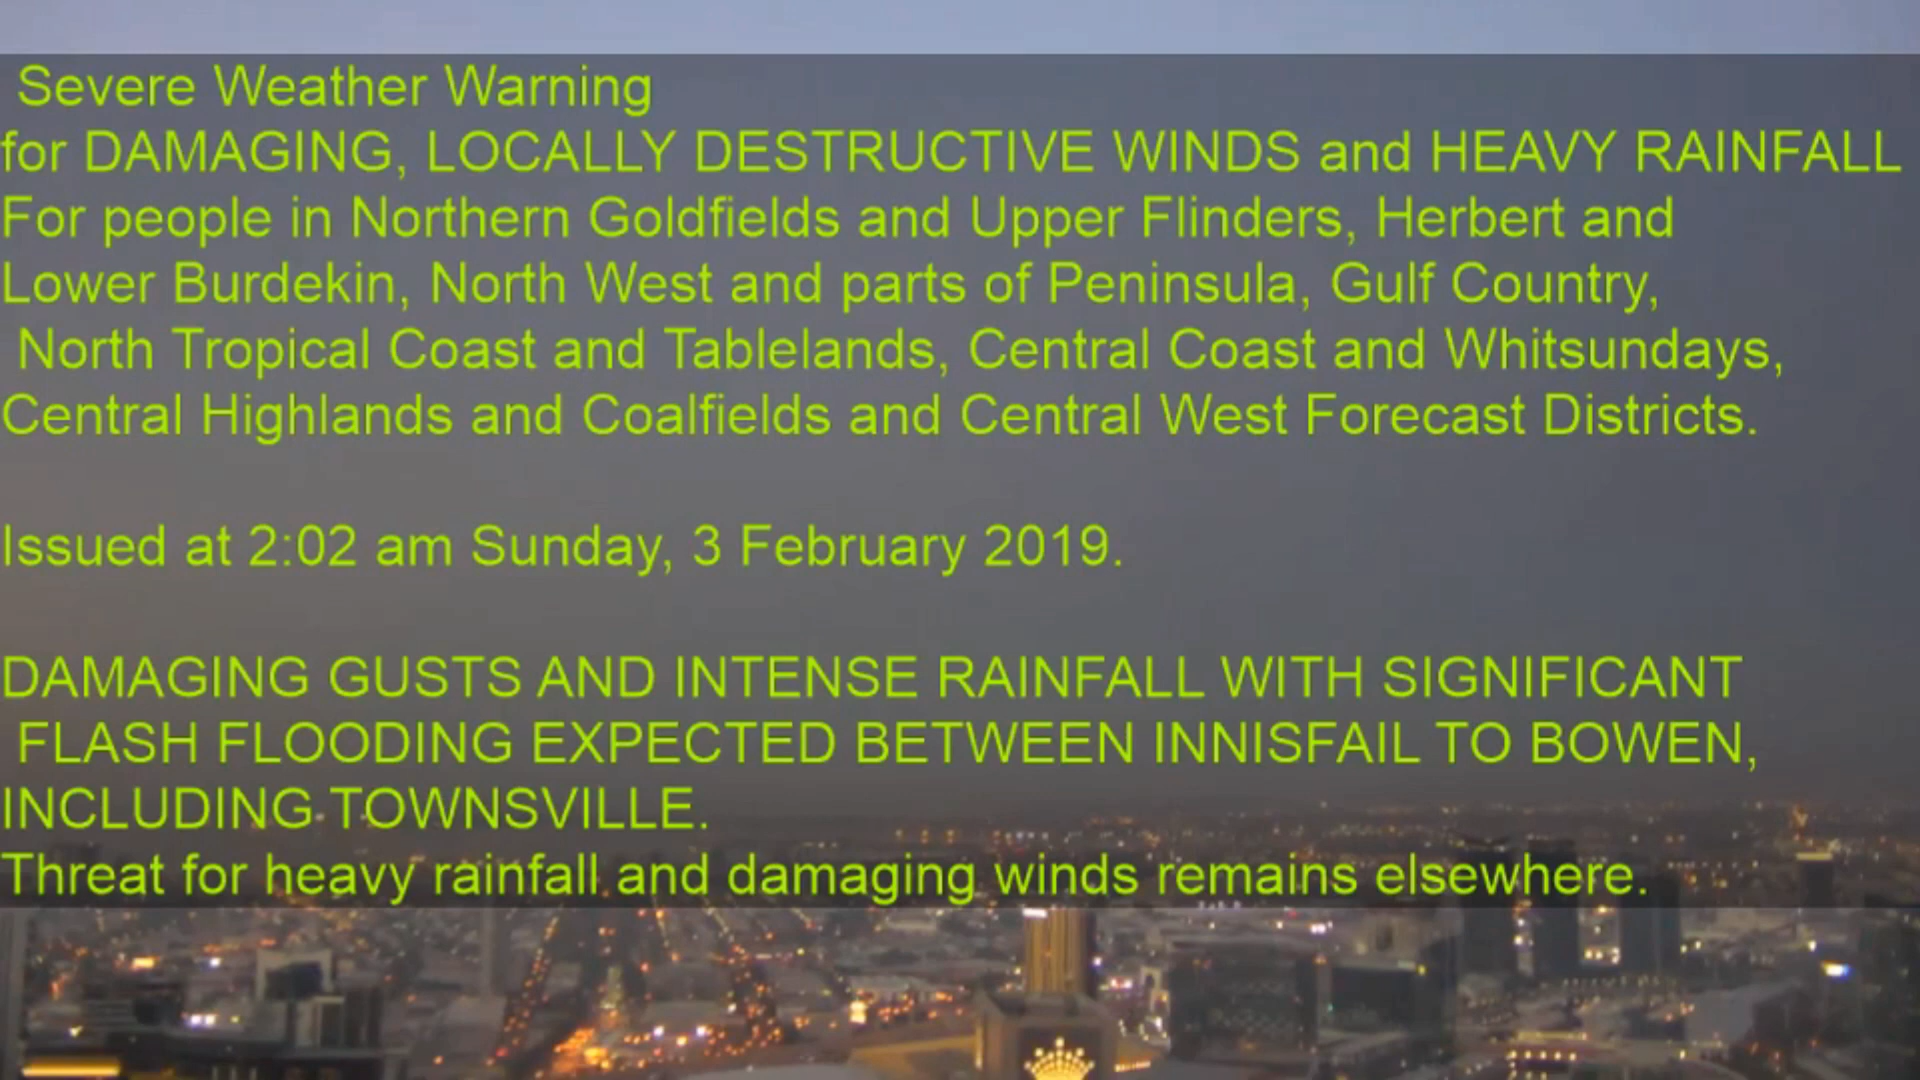 Severe Weather Warning
for DAMAGING, LOCALLY DESTRUCTIVE WINDS and HEAVY RAINFALL
For people in Northern Goldfields and Upper Flinders, Herbert and
Lower Burdekin, North West and parts of Peninsula, Gulf Country,
North Tropical Coast and Tablelands, Central Coast and Whitsundays,
Central Highlands and Coalfields and Central West Forecast Districts.
Issued at 2:02 am Sunday, 3 February 2019.
DAMAGING GUSTS AND INTENSE RAINFALL WITH SIGNIFICANT
FLASH FLOODING EXPECTED BETWEEN INNISFAIL TO BOWEN,
INCLUDING TOWNSVILLE.
Threat for heavy rainfall and damaging winds remains elsewhere.